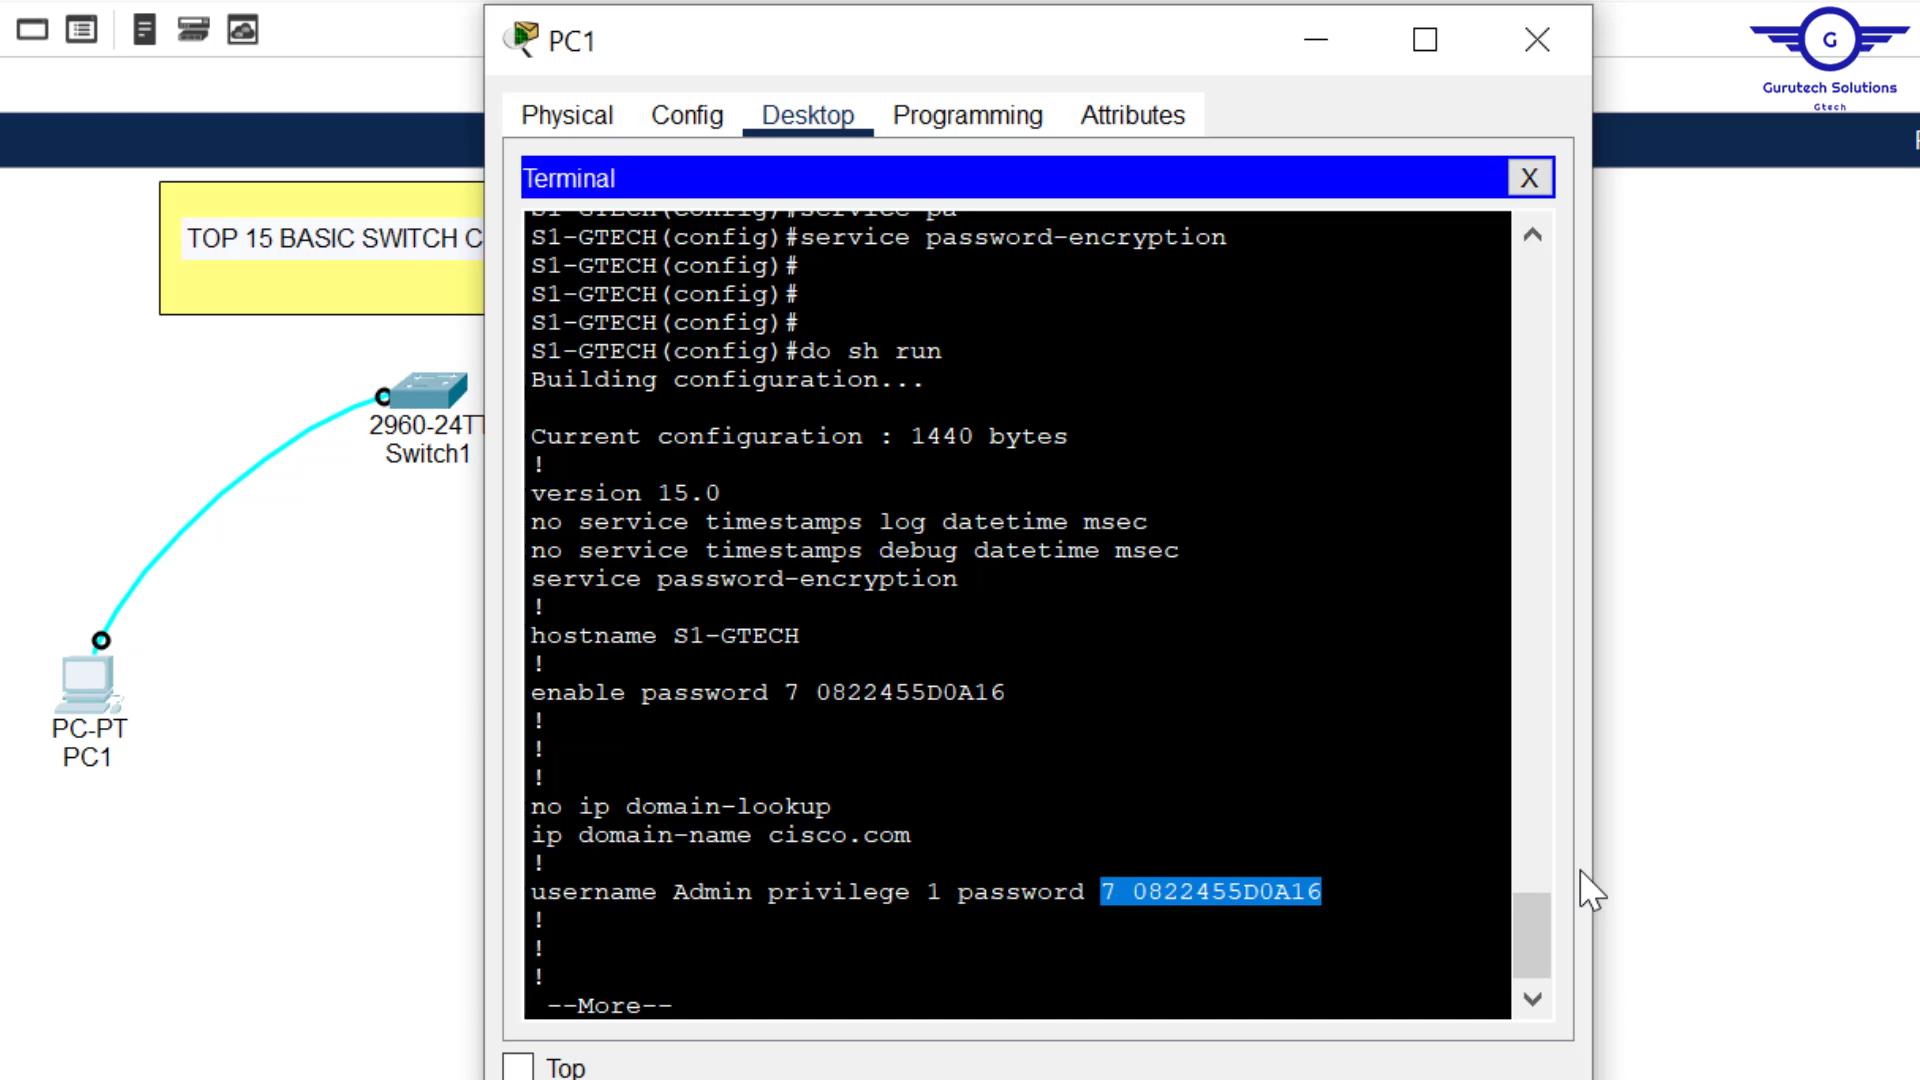 PC1
G
Gurutech Solutions
Gtech
Physical Config Desktop Programming Attributes
Terminal
X
S1-GTECH(config)#service pa
S1-GTECH(config)#service password-encryption
S1-GTECH(config)#
S1-GTECH(config)#
S1-GTECH(config)#
S1-GTECH(config)#do sh run
Building configuration...
Current configuration : 1440 bytes
!
version 15.0
no service timestamps log datetime msec
no service timestamps debug datetime msec
service password-encryption
!
hostname S1-GTECH
!
enable password 7 0822455D0A16
!
!
!
no ip domain-lookup
ip domain-name cisco.com
!
username Admin privilege 1 password 7 0822455D0A16
!
!
!
--More--
Top
TOP 15 BASIC SWITCH C
2960-24TT
Switch1
PC-PT
PC1